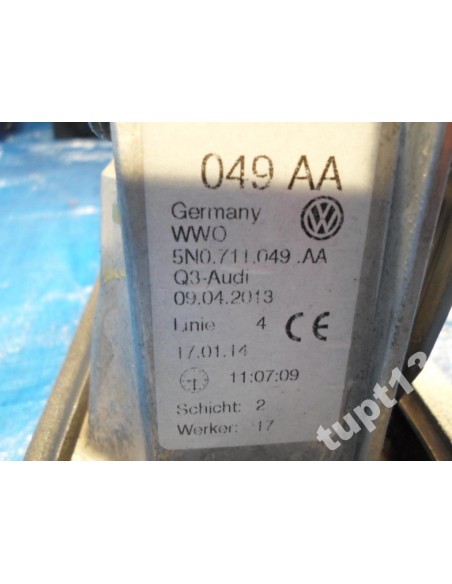 049 AA
Germany
WWO
5N0.711.049 .AA
Q3-Audi
09.04.2013
Linie 4 CE
17.01.14
11:07:09
Schicht: 2
Werker: 17
tupt13